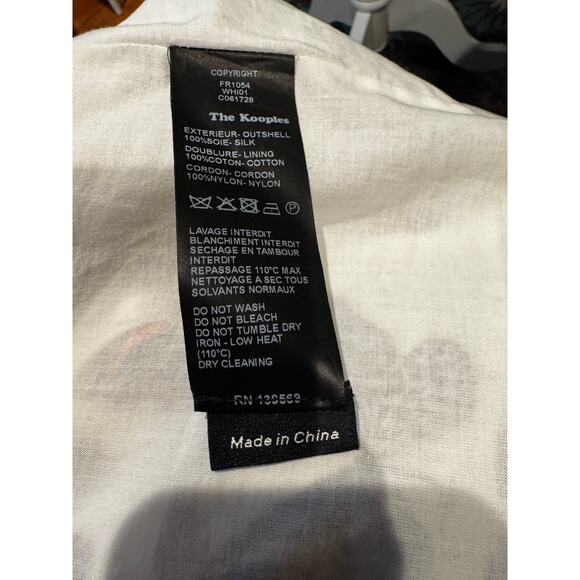 COPYRIGHT
FR1054
WHI01
C061728
The Kooples
EXTERIEUR- OUTSHELL
100%SOIE- SILK
DOUBLURE- LINING
100%COTON- COTTON
CORDON- CORDON
100%NYLON- NYLON
P
LAVAGE INTERDIT
BLANCHIMENT INTERDIT
SECHAGE EN TAMBOUR
INTERDIT
REPASSAGE 110°C MAX
NETTOYAGE A SEC TOUS
SOLVANTS NORMAUX
DO NOT WASH
DO NOT BLEACH
DO NOT TUMBLE DRY
IRON - LOW HEAT
(110°C)
DRY CLEANING
RN 136569
Made in China